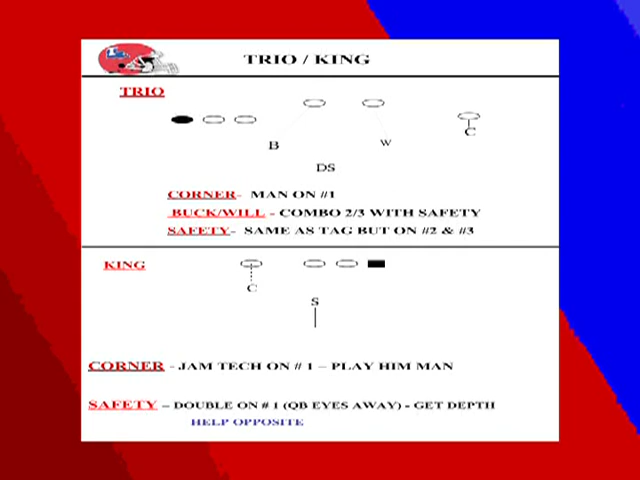 TRIO / KING
TRIO
C
B
W
DS
CORNER- MAN ON #1
BUCK/WILL - COMBO 2/3 WITH SAFETY
SAFETY- SAME AS TAG BUT ON #2 & #3
KING
C
S
CORNER - JAM TECH ON # 1 – PLAY HIM MAN
SAFETY – DOUBLE ON # 1 (QB EYES AWAY) - GET DEPTH
HELP OPPOSITE